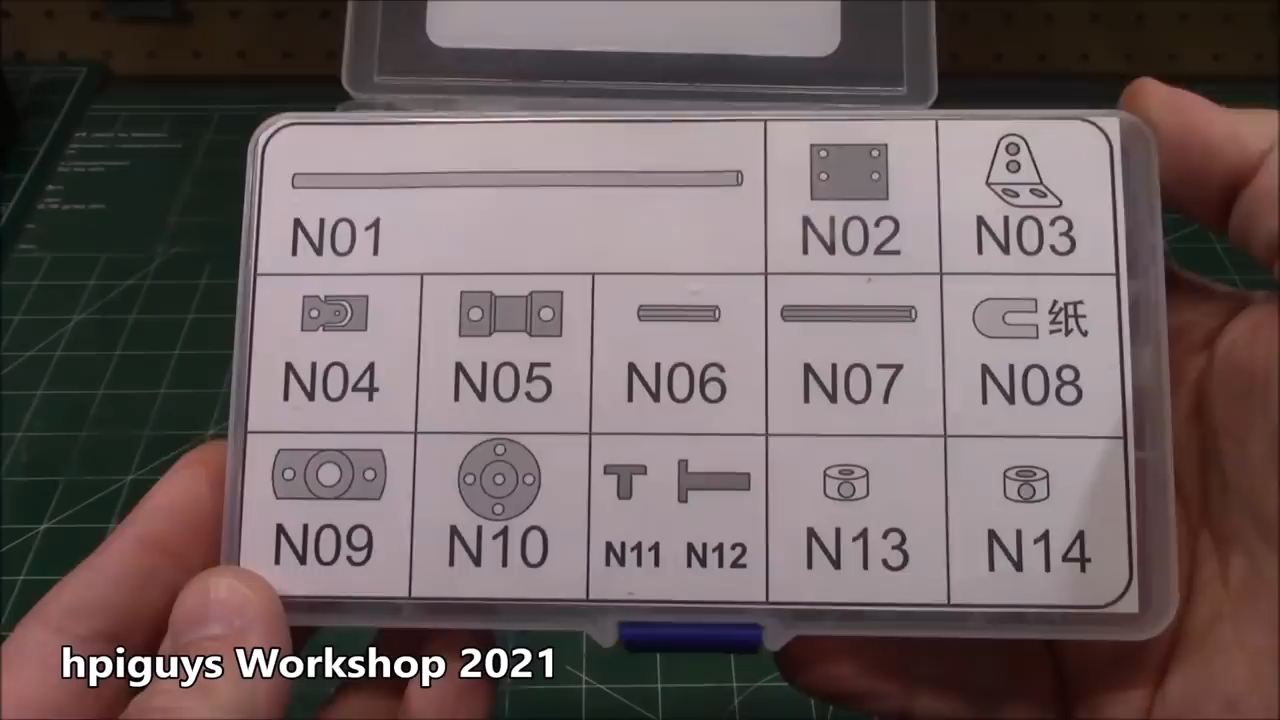 N01
N02
N03
N04
N05
N06
N07
纸
N08
N09
N10
N11
N12
N13
N14
hpiguys Workshop 2021